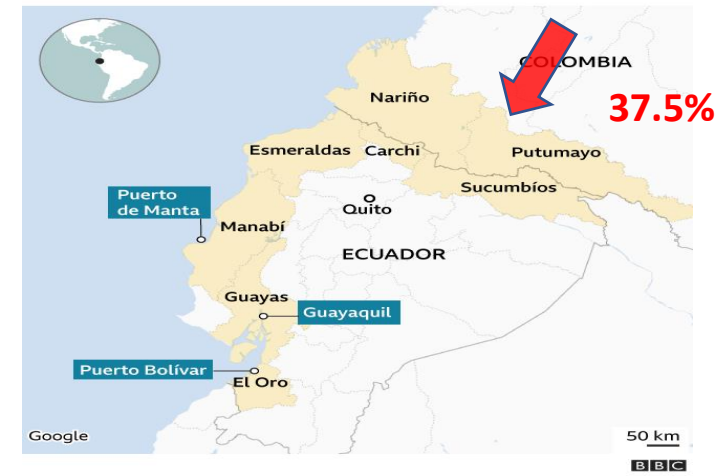 COLOMBIA
37.5%
Nariño
Esmeraldas
Carchi
Putumayo
Sucumbíos
Puerto
de Manta
Quito
Manabí
ECUADOR
Guayas
Guayaquil
Puerto Bolívar
El Oro
Google
50 km
BBC